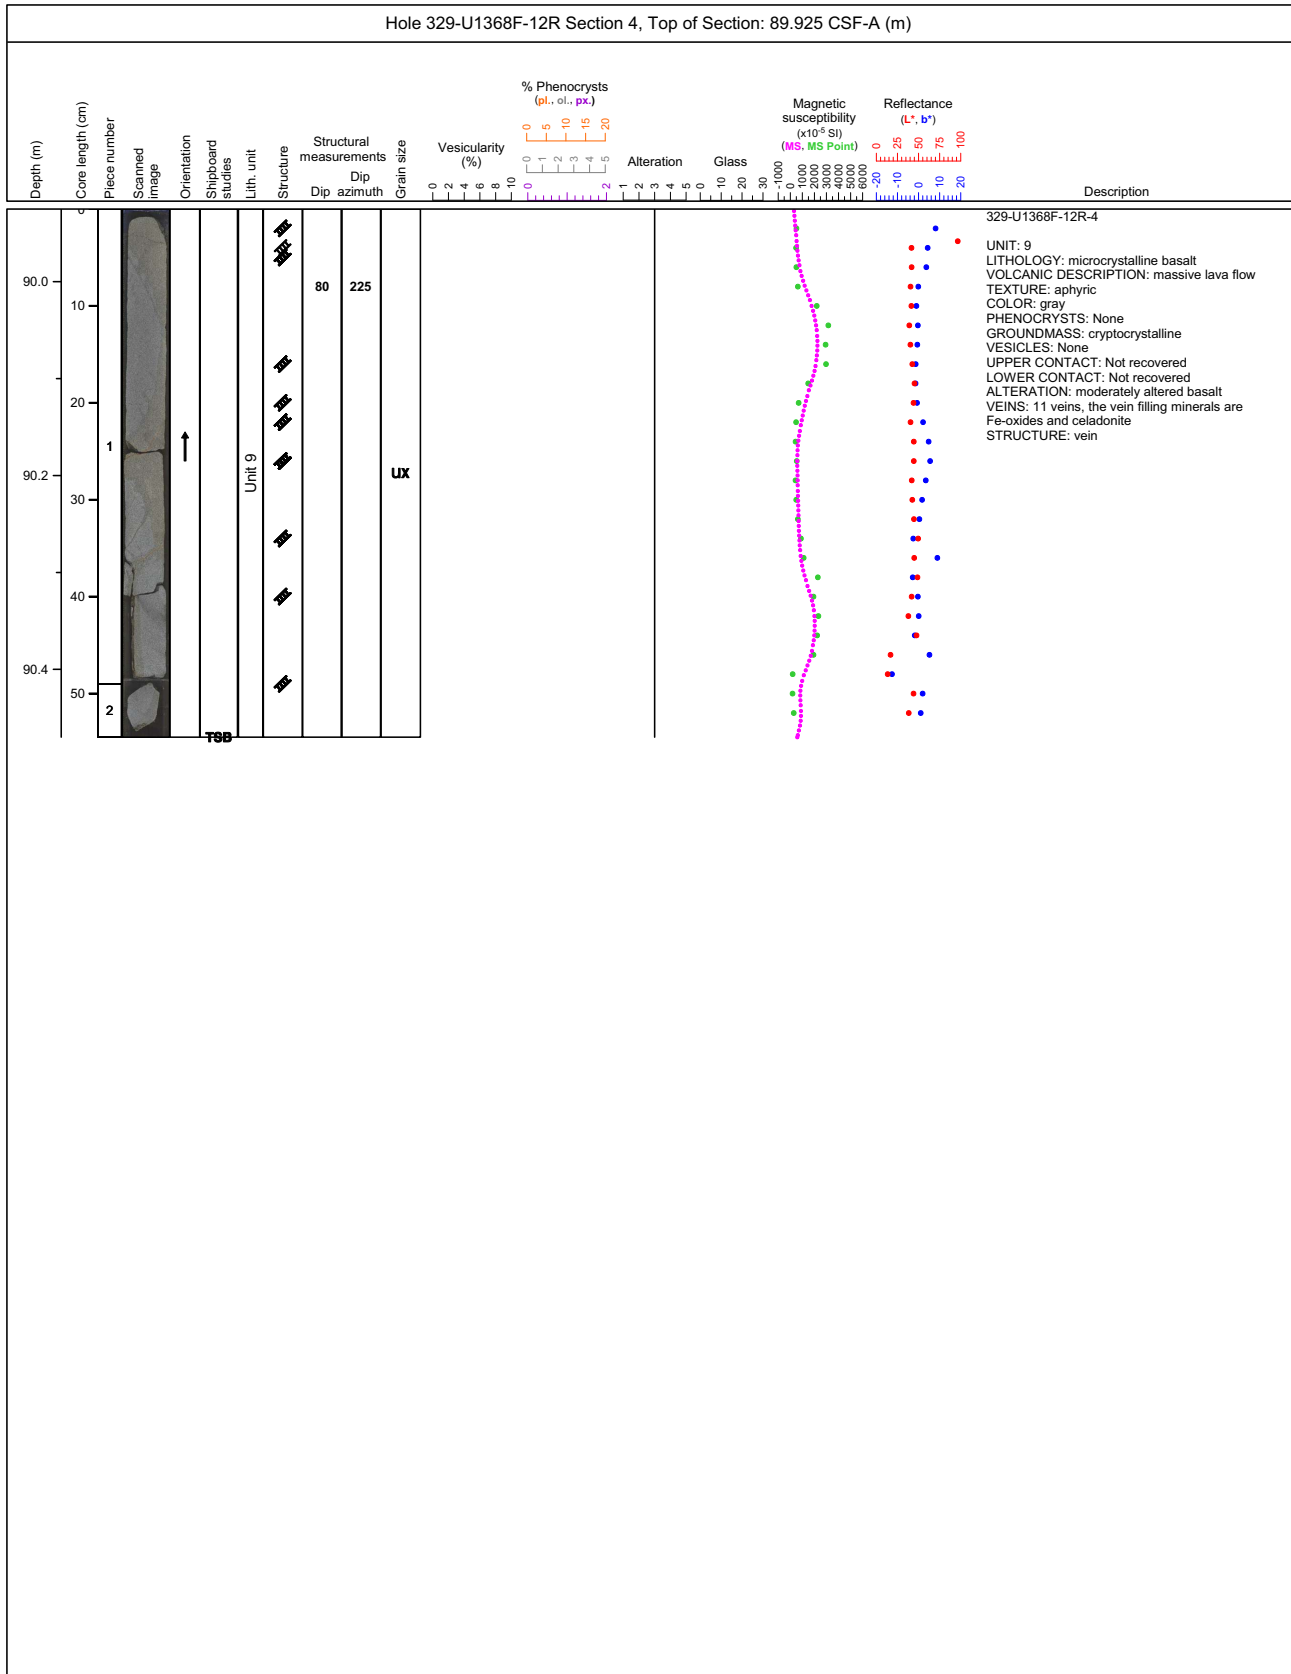 Hole 329-U1368F-12R Section 4, Top of Section: 89.925 CSF-A (m)
Depth (m)
Core length (cm)
Piece number
Scanned image
Orientation
Shipboard studies
Lith. unit
Structure
Structural measurements
Dip
Dip azimuth
Grain size
Vesicularity (%)
0 2 4 6 8 10
% Phenocrysts
(pl., ol., px.)
0 5 10 15 20
0 1 2 3 4 5
0 2
Alteration
1 2 3 4 5
Glass
0 10 20 30
Magnetic susceptibility
(x10-5 SI)
(MS, MS Point)
-1000 0 1000 2000 3000 4000 5000 6000
Reflectance
(L*, b*)
0 25 50 75 100
-20 -10 0 10 20
Description
0
90.0
10
20
90.2
30
40
90.4
50
1
2
TSB
Unit 9
80 225
UX
329-U1368F-12R-4
UNIT: 9
LITHOLOGY: microcrystalline basalt
VOLCANIC DESCRIPTION: massive lava flow
TEXTURE: aphyric
COLOR: gray
PHENOCRYSTS: None
GROUNDMASS: cryptocrystalline
VESICLES: None
UPPER CONTACT: Not recovered
LOWER CONTACT: Not recovered
ALTERATION: moderately altered basalt
VEINS: 11 veins, the vein filling minerals are
Fe-oxides and celadonite
STRUCTURE: vein